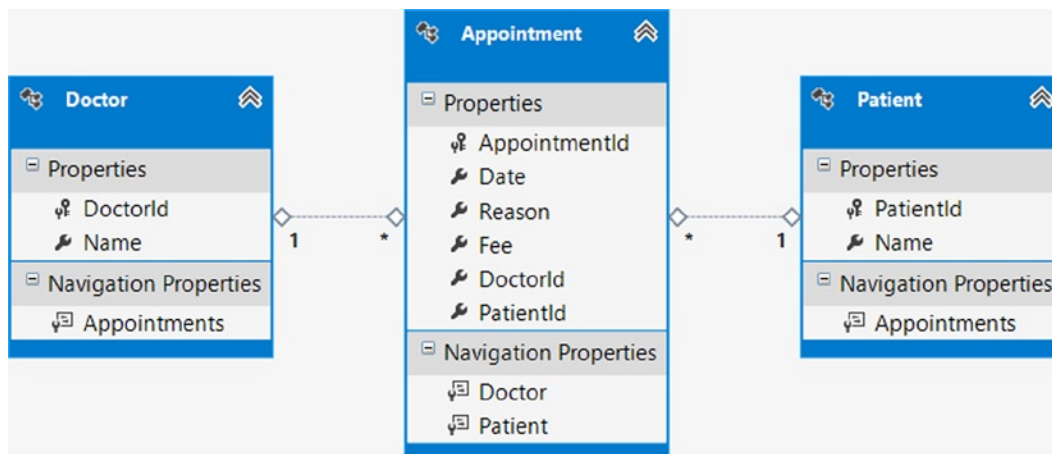 Doctor
Properties
DoctorId
Name
Navigation Properties
Appointments
1
*
Appointment
Properties
AppointmentId
Date
Reason
Fee
DoctorId
PatientId
Navigation Properties
Doctor
Patient
*
1
Patient
Properties
PatientId
Name
Navigation Properties
Appointments